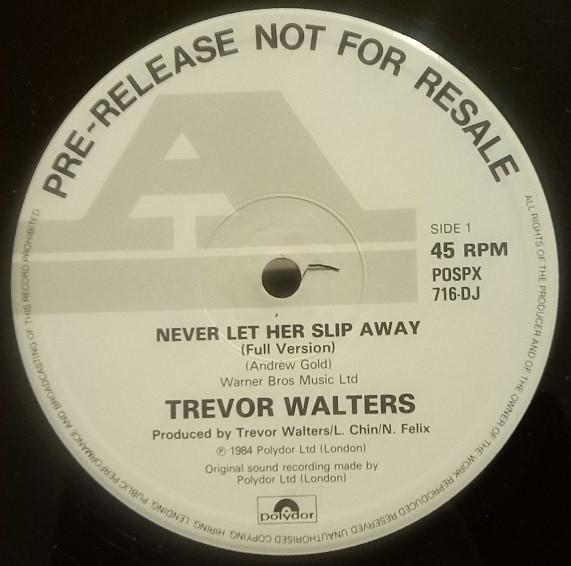 PRE-RELEASE NOT FOR RESALE
A
SIDE 1
45 RPM
POSPX
716-DJ
NEVER LET HER SLIP AWAY
(Full Version)
(Andrew Gold)
Warner Bros Music Ltd
TREVOR WALTERS
Produced by Trevor Walters/L. Chin/N. Felix
℗ 1984 Polydor Ltd (London)
Original sound recording made by
Polydor Ltd (London)
polydor
ALL RIGHTS OF THE PRODUCER AND OF THE OWNER OF THE WORK REPRODUCED RESERVED UNAUTHORISED COPYING, HIRING, LENDING, PUBLIC PERFORMANCE AND BROADCASTING OF THIS RECORD PROHIBITED